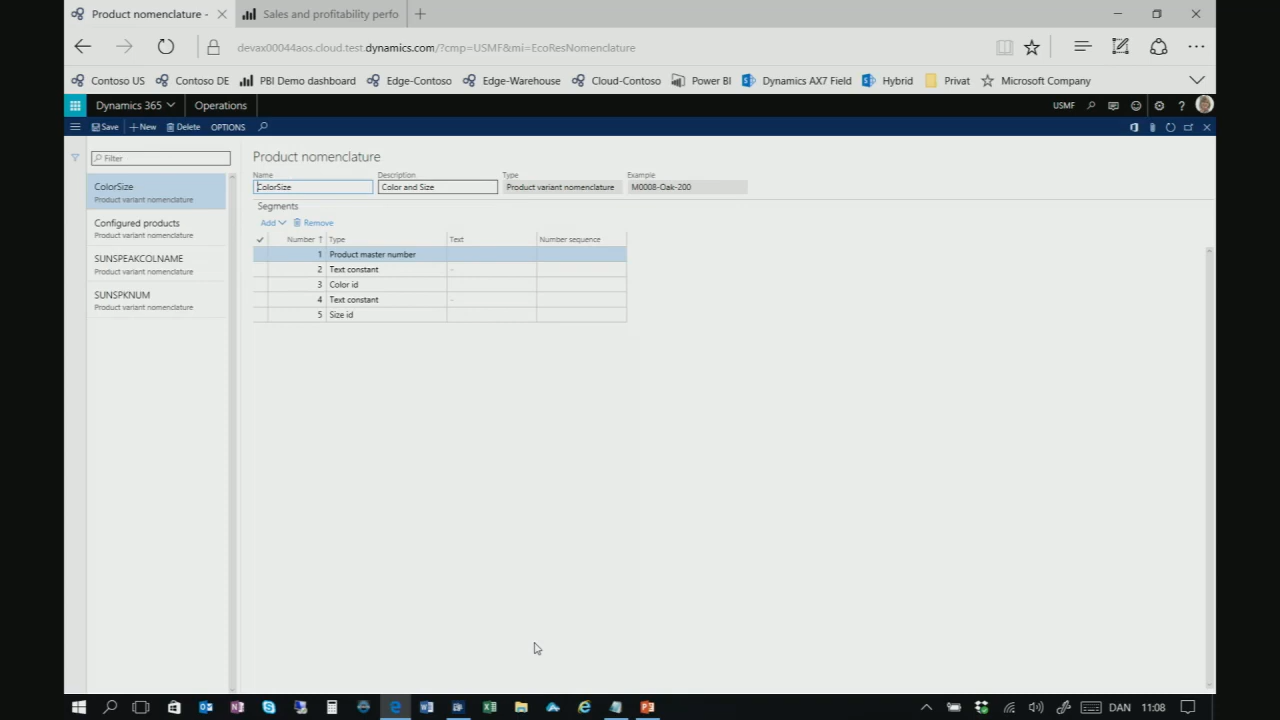 Product nomenclature -
Sales and profitability perfo
devax00044aos.cloud.test.dynamics.com/?cmp=USMF&mi=EcoResNomenclature
Contoso US Contoso DE PBI Demo dashboard Edge-Contoso Edge-Warehouse Cloud-Contoso Power BI Dynamics AX7 Field Hybrid Privat Microsoft Company
Dynamics 365 Operations USMF ?
Save +New Delete OPTIONS
Filter
ColorSize
Product variant nomenclature
Configured products
Product variant nomenclature
SUNSPEAKCOLNAME
Product variant nomenclature
SUNSPKNUM
Product variant nomenclature
Product nomenclature
Name Description Type Example
ColorSize Color and Size Product variant nomenclature M0008-Oak-200
Segments
Add Remove
Number Type Text Number sequence
1 Product master number
2 Text constant -
3 Color id
4 Text constant -
5 Size id
DAN 11:08